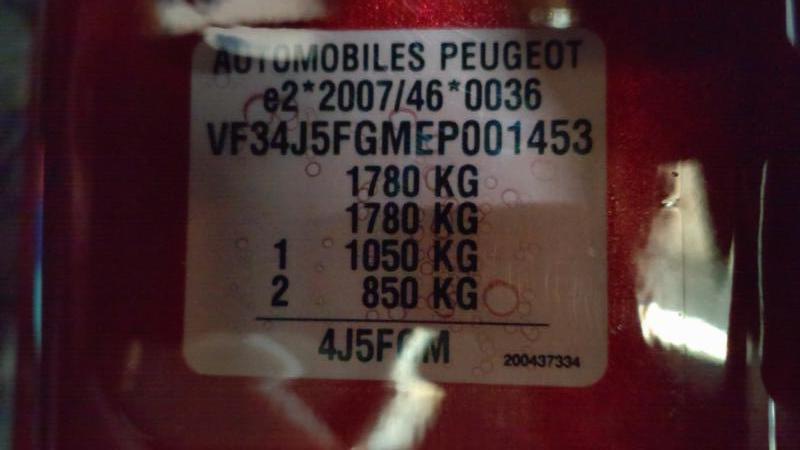 AUTOMOBILES PEUGEOT
e2*2007/46*0036
VF34J5FGMEP001453
1780 KG
1780 KG
1 1050 KG
2 850 KG
4J5FGM
200437334